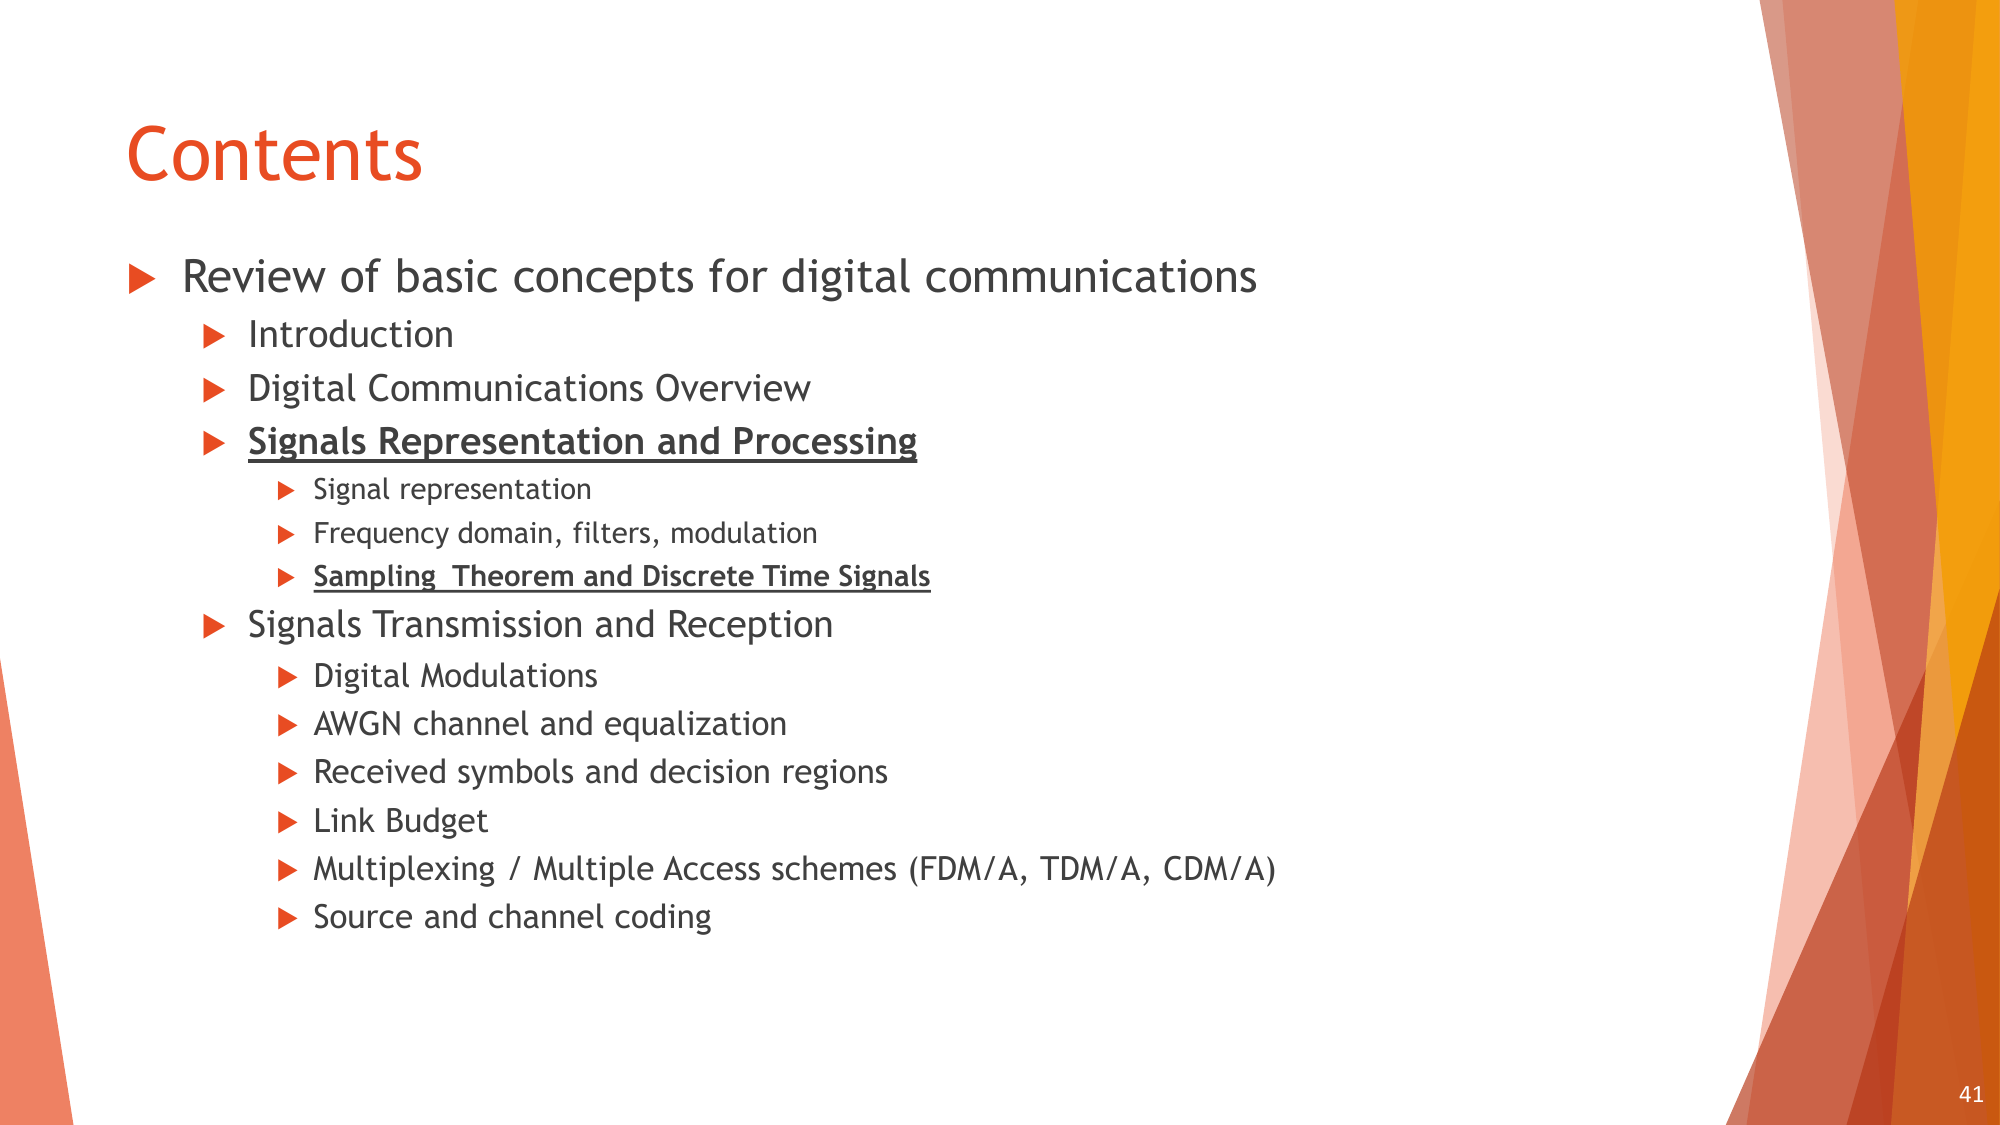 Contents
Review of basic concepts for digital communications
Introduction
Digital Communications Overview
Signals Representation and Processing
Signal representation
Frequency domain, filters, modulation
Sampling  Theorem and Discrete Time Signals
Signals Transmission and Reception
Digital Modulations
AWGN channel and equalization
Received symbols and decision regions
Link Budget
Multiplexing / Multiple Access schemes (FDM/A, TDM/A, CDM/A)
Source and channel coding
41